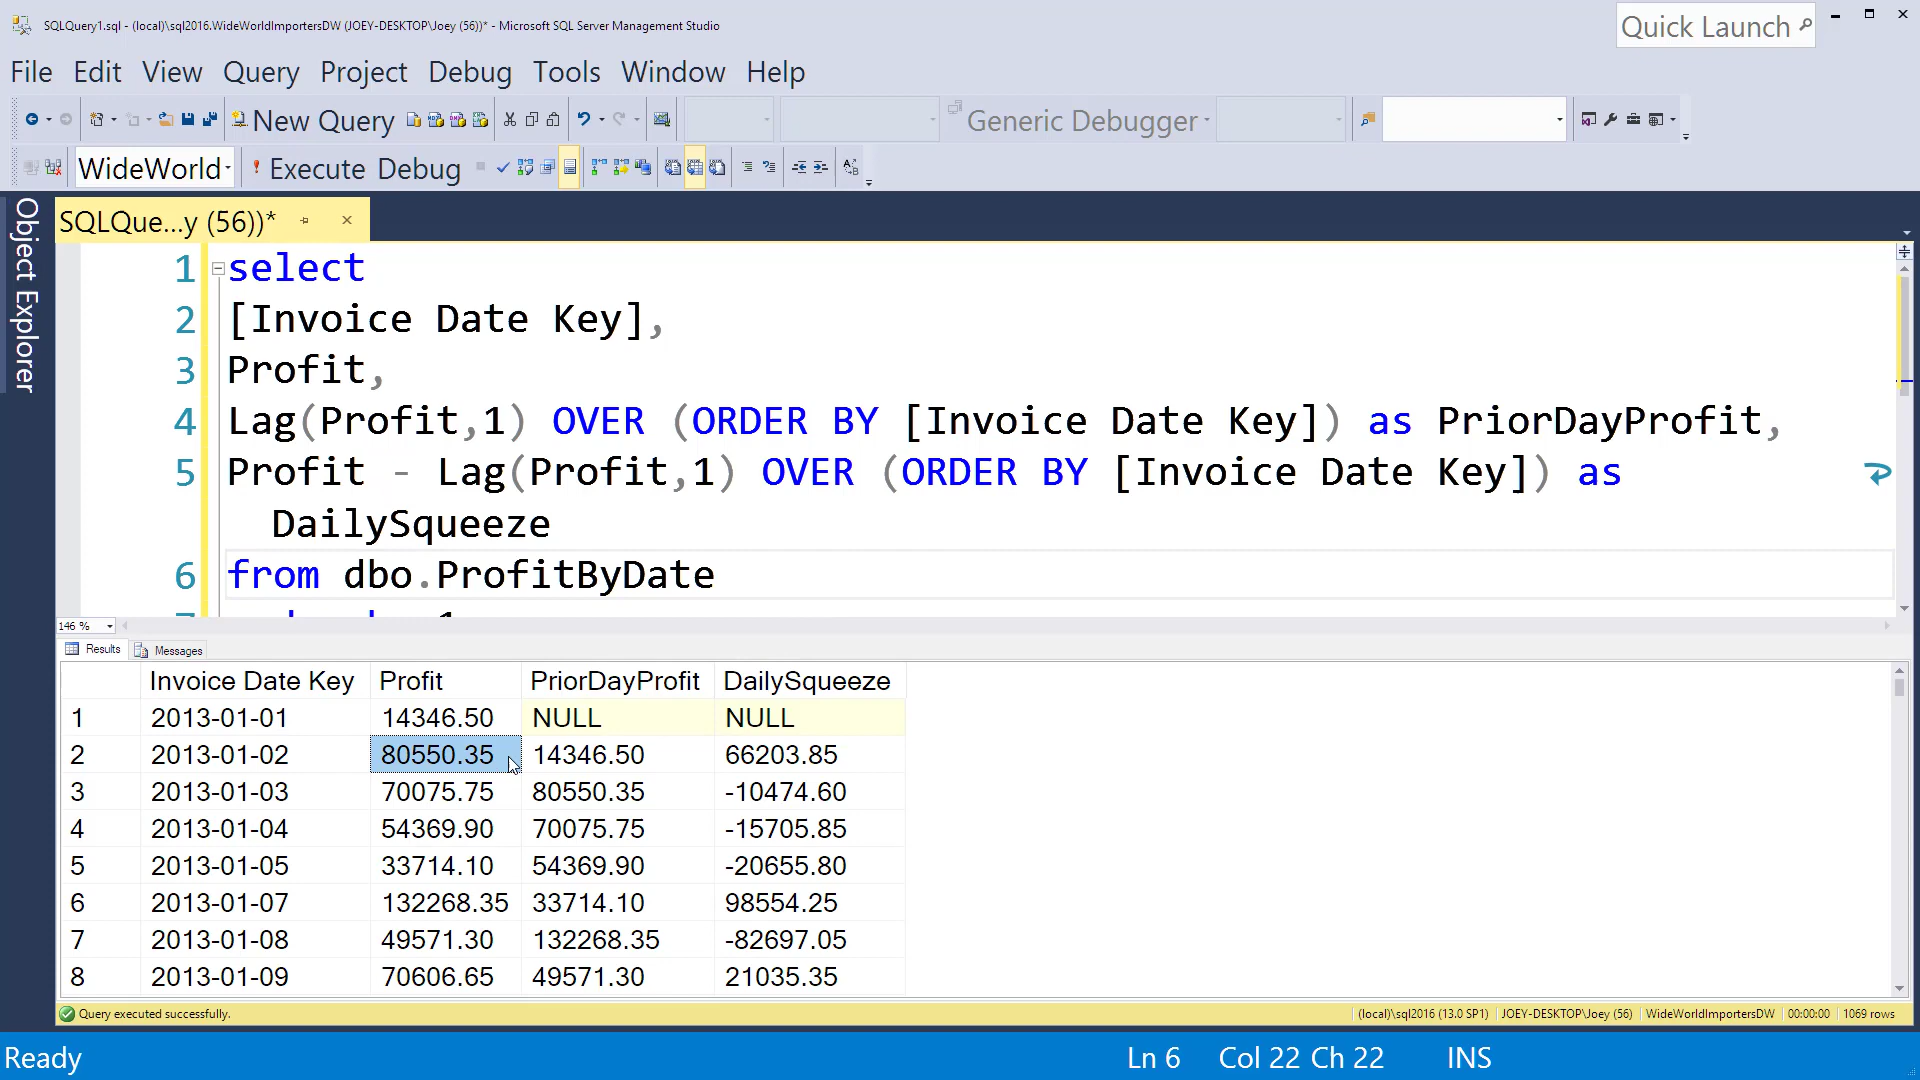 SQLQuery1.sql - (local)\sql2016.WideWorldImportersDW (JOEY-DESKTOP\Joey (56))* - Microsoft SQL Server Management Studio
Quick Launch
File Edit View Query Project Debug Tools Window Help
New Query Generic Debugger
WideWorld Execute Debug
Object Explorer
SQLQue...y (56))*
1 select
2 [Invoice Date Key],
3 Profit,
4 Lag(Profit,1) OVER (ORDER BY [Invoice Date Key]) as PriorDayProfit,
5 Profit - Lag(Profit,1) OVER (ORDER BY [Invoice Date Key]) as
DailySqueeze
6 from dbo.ProfitByDate
146 %
Results Messages
Invoice Date Key Profit PriorDayProfit DailySqueeze
1 2013-01-01 14346.50 NULL NULL
2 2013-01-02 80550.35 14346.50 66203.85
3 2013-01-03 70075.75 80550.35 -10474.60
4 2013-01-04 54369.90 70075.75 -15705.85
5 2013-01-05 33714.10 54369.90 -20655.80
6 2013-01-07 132268.35 33714.10 98554.25
7 2013-01-08 49571.30 132268.35 -82697.05
8 2013-01-09 70606.65 49571.30 21035.35
Query executed successfully. (local)\sql2016 (13.0 SP1) JOEY-DESKTOP\Joey (56) WideWorldImportersDW 00:00:00 1069 rows
Ready Ln 6 Col 22 Ch 22 INS